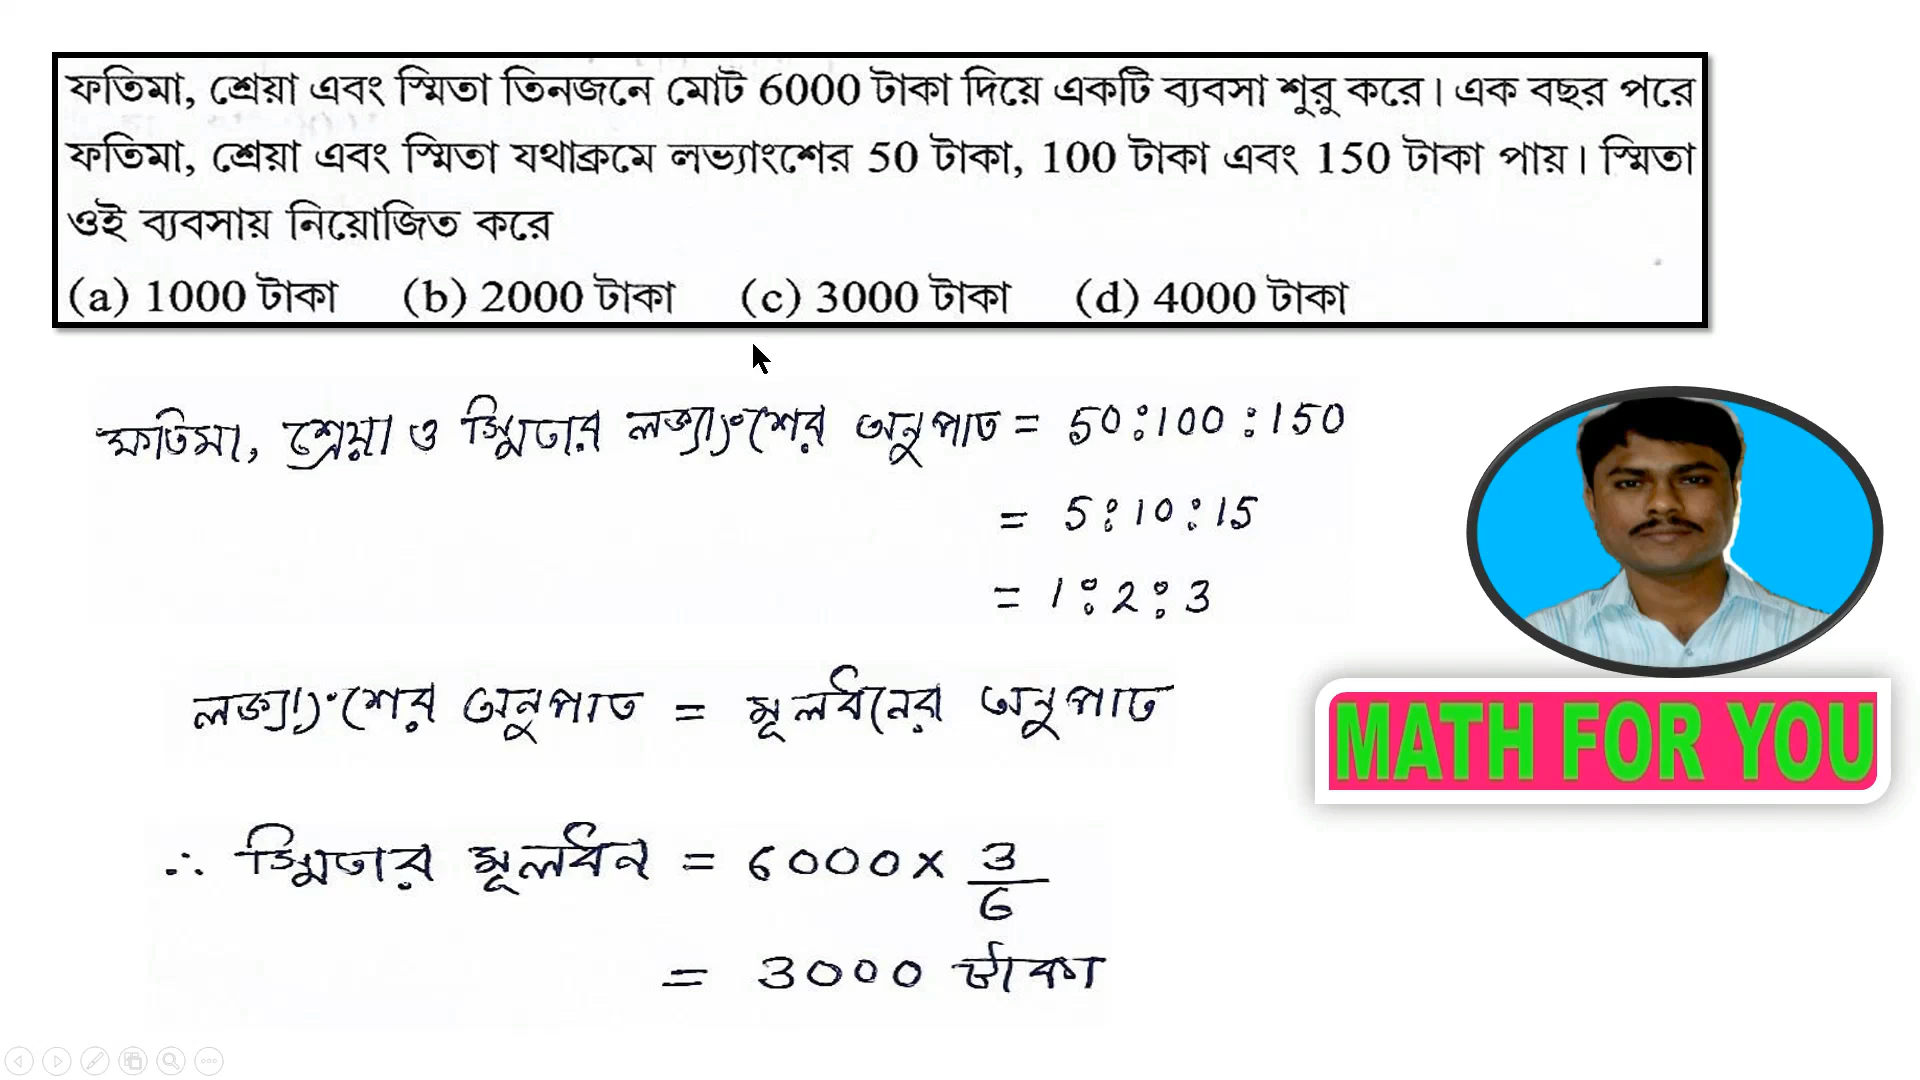 ফতিমা, শ্রেয়া এবং স্মিতা তিনজনে মোট 6000 টাকা দিয়ে একটি ব্যবসা শুরু করে। এক বছর পরে
ফতিমা, শ্রেয়া এবং স্মিতা যথাক্রমে লভ্যাংশের 50 টাকা, 100 টাকা এবং 150 টাকা পায়। স্মিতা
ওই ব্যবসায় নিয়োজিত করে
(a) 1000 টাকা (b) 2000 টাকা (c) 3000 টাকা (d) 4000 টাকা
ফতিমা, শ্রেয়া ও স্মিতার লভ্যাংশের অনুপাত = 50:100:150
= 5:10:15
= 1:2:3
লভ্যাংশের অনুপাত = মূলধনের অনুপাত
MATH FOR YOU
∴ স্মিতার মূলধন = 6000 × 3/6
= 3000 টাকা